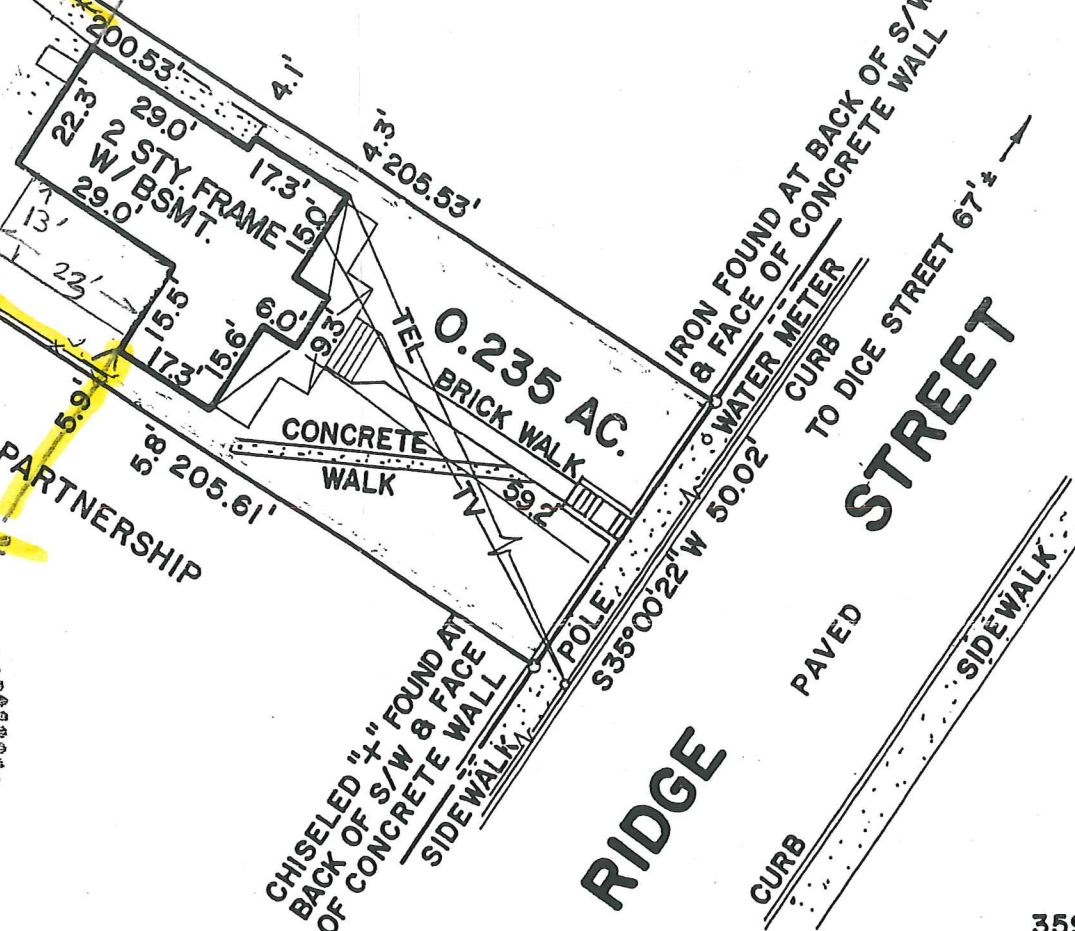 200.53'
4.1'
4.3'
205.53'
22.3'
29.0'
2 STY. FRAME
W/BSMT.
29.0'
17.3'
15.0'
13'
23'
15.5'
17.3'
15.6'
6.0'
9.3'
5.9'
5.8'
205.61'
PARTNERSHIP
TEL
0.235 AC.
BRICK WALK
CONCRETE
WALK
TV
59.2'
IRON FOUND AT BACK OF S/W
& FACE OF CONCRETE WALL
WATER METER
CURB
TO DICE STREET 67'±
S35°00'22"W 50.02'
POLE
SIDEWALK
CHISELED "+" FOUND AT
BACK OF S/W & FACE
OF CONCRETE WALL
RIDGE STREET
PAVED
SIDEWALK
CURB
359